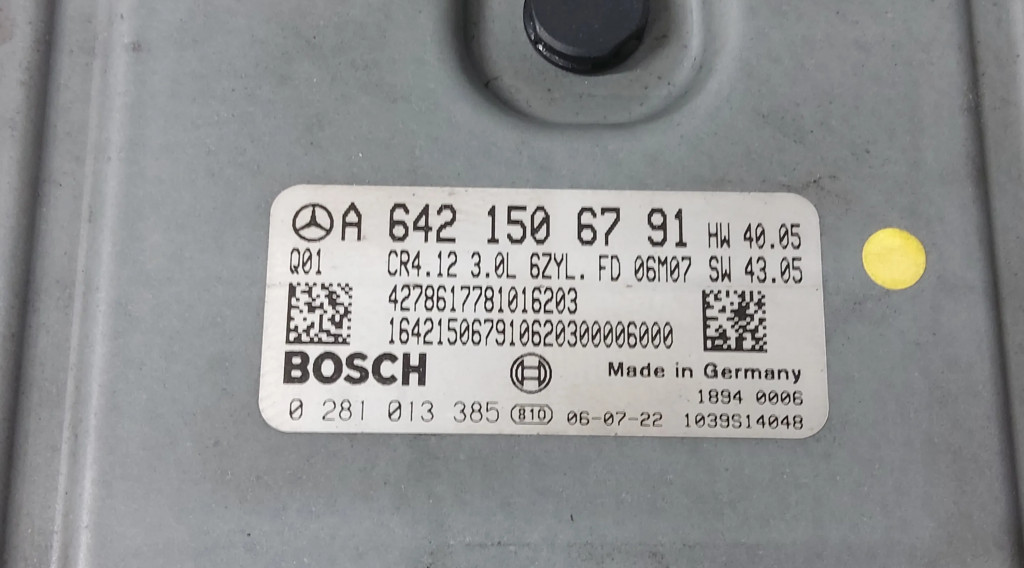 A 642 150 67 91 HW 40.05
Q01 CR4.12 3.0L 6ZYL. FD 06M07 SW 43.05
4278617781016203
164215067910620300006000
BOSCH Made in Germany
1894 0006
0 281 013 385 810 06-07-22 1039S14048